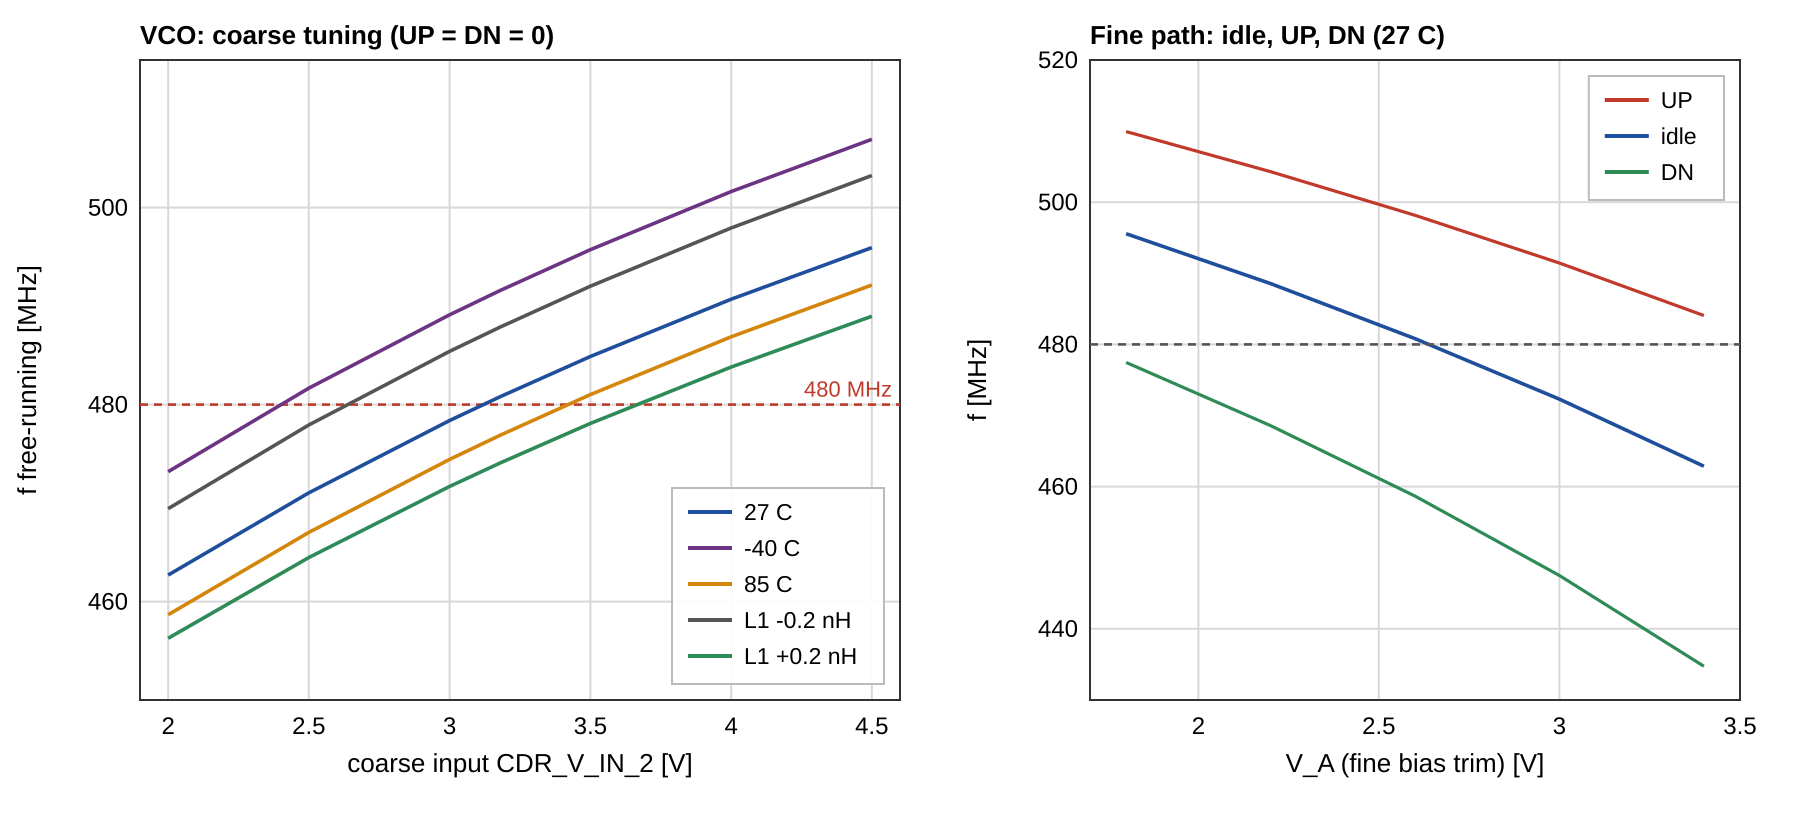 VCO: coarse tuning (UP = DN = 0)
500
480
460
f free-running [MHz]
480 MHz
27 C
-40 C
85 C
L1 -0.2 nH
L1 +0.2 nH
2
2.5
3
3.5
4
4.5
coarse input CDR_V_IN_2 [V]
Fine path: idle, UP, DN (27 C)
520
500
480
460
440
f [MHz]
UP
idle
DN
2
2.5
3
3.5
V_A (fine bias trim) [V]